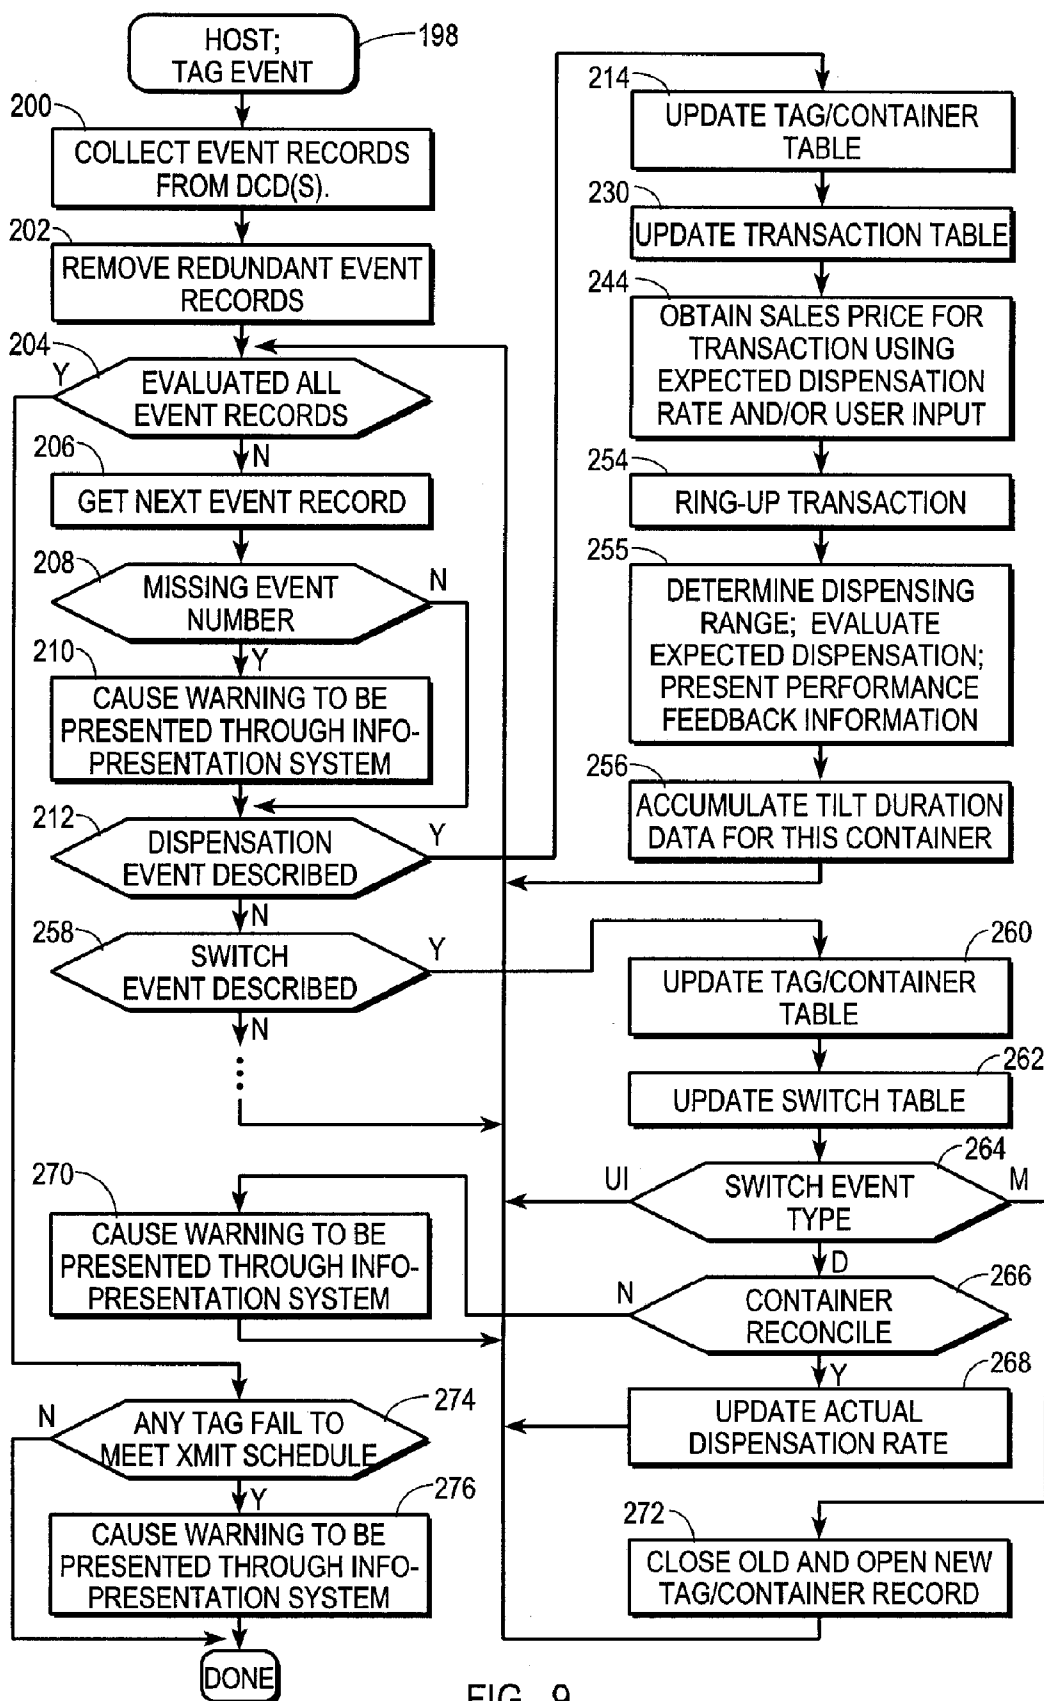 HOST;
TAG EVENT
198
200
COLLECT EVENT RECORDS
FROM DCD(S).
202
REMOVE REDUNDANT EVENT
RECORDS
204
Y
EVALUATED ALL
EVENT RECORDS
N
206
GET NEXT EVENT RECORD
208
MISSING EVENT
NUMBER
N
Y
210
CAUSE WARNING TO BE
PRESENTED THROUGH INFO-
PRESENTATION SYSTEM
212
DISPENSATION
EVENT DESCRIBED
Y
N
258
SWITCH
EVENT DESCRIBED
Y
N
270
CAUSE WARNING TO BE
PRESENTED THROUGH INFO-
PRESENTATION SYSTEM
274
N
ANY TAG FAIL TO
MEET XMIT SCHEDULE
Y
276
CAUSE WARNING TO BE
PRESENTED THROUGH INFO-
PRESENTATION SYSTEM
DONE
214
UPDATE TAG/CONTAINER
TABLE
230
UPDATE TRANSACTION TABLE
244
OBTAIN SALES PRICE FOR
TRANSACTION USING
EXPECTED DISPENSATION
RATE AND/OR USER INPUT
254
RING-UP TRANSACTION
255
DETERMINE DISPENSING
RANGE; EVALUATE
EXPECTED DISPENSATION;
PRESENT PERFORMANCE
FEEDBACK INFORMATION
256
ACCUMULATE TILT DURATION
DATA FOR THIS CONTAINER
260
UPDATE TAG/CONTAINER
TABLE
262
UPDATE SWITCH TABLE
264
UI
SWITCH EVENT
TYPE
M
D
266
N
CONTAINER
RECONCILE
Y
268
UPDATE ACTUAL
DISPENSATION RATE
272
CLOSE OLD AND OPEN NEW
TAG/CONTAINER RECORD
FIG. 9